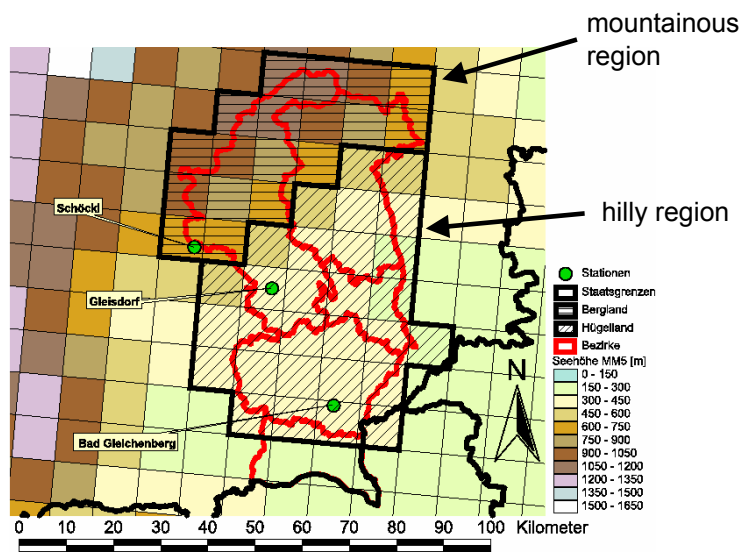 mountainous
region
Schöckl
hilly region
Gleisdorf
Bad Gleichenberg
Stationen
Staatsgrenzen
Bergland
Hügelland
Bezirke
Seehöhe MM5 [m]
0 - 150
150 - 300
300 - 450
450 - 600
600 - 750
750 - 900
900 - 1050
1050 - 1200
1200 - 1350
1350 - 1500
1500 - 1650
N
0 10 20 30 40 50 60 70 80 90 100 Kilometer